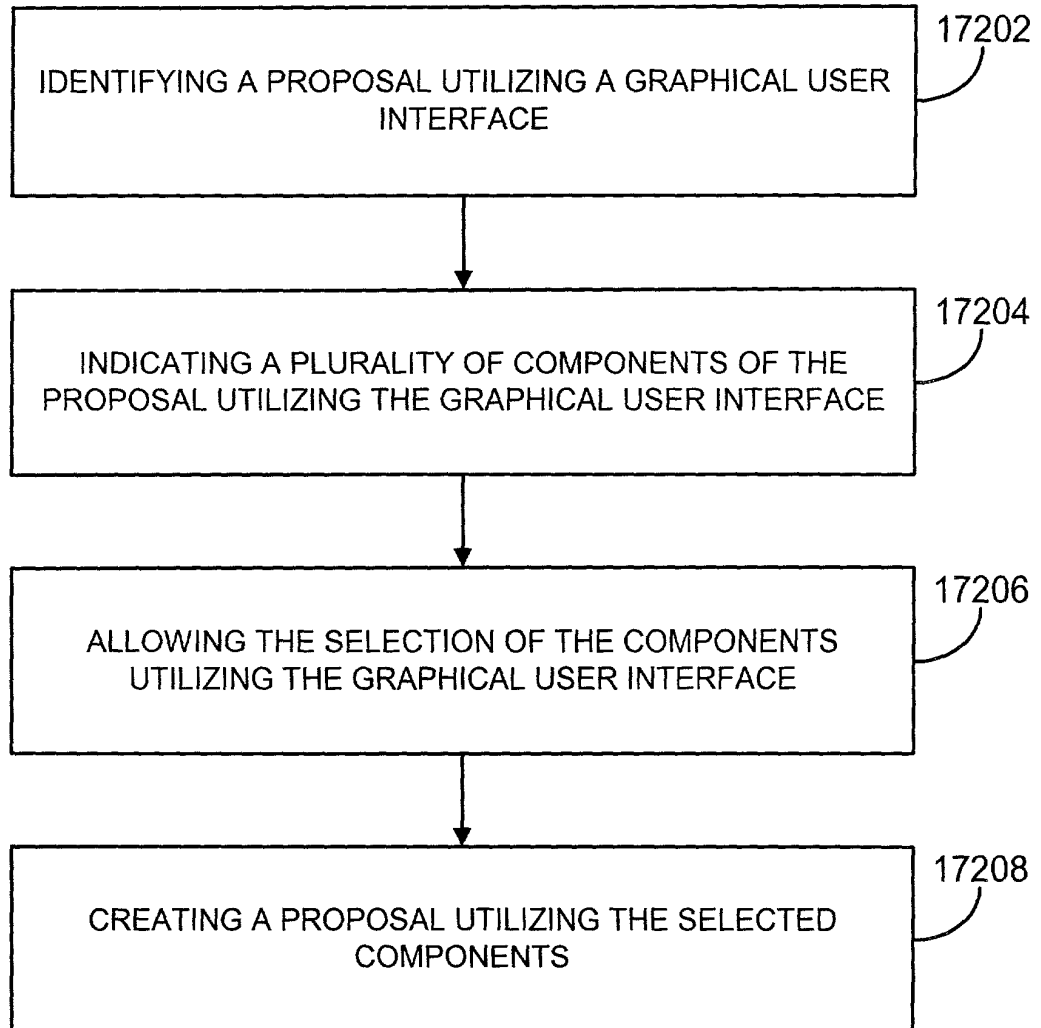 17202
IDENTIFYING A PROPOSAL UTILIZING A GRAPHICAL USER
INTERFACE
17204
INDICATING A PLURALITY OF COMPONENTS OF THE
PROPOSAL UTILIZING THE GRAPHICAL USER INTERFACE
17206
ALLOWING THE SELECTION OF THE COMPONENTS
UTILIZING THE GRAPHICAL USER INTERFACE
17208
CREATING A PROPOSAL UTILIZING THE SELECTED
COMPONENTS